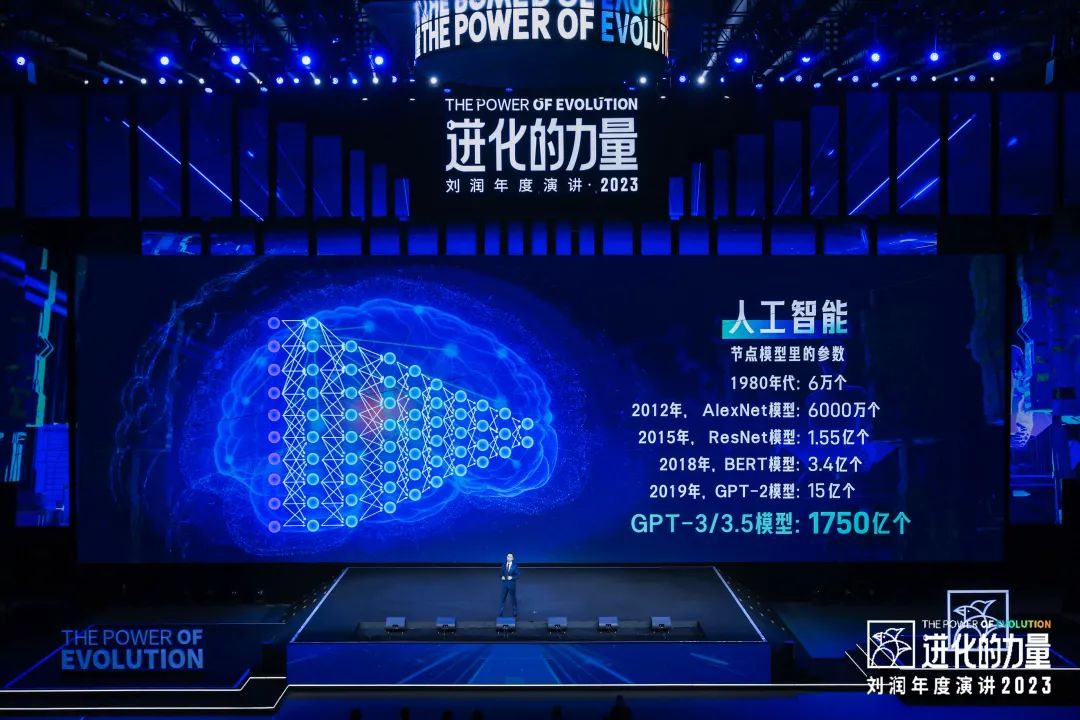 THE POWER OF EVOLUT
THE POWER OF EVOLUTION
进化的力量
刘润年度演讲·2023
人工智能
节点模型里的参数
1980年代: 6万个
2012年, AlexNet模型: 6000万个
2015年, ResNet模型: 1.55亿个
2018年, BERT模型: 3.4亿个
2019年, GPT-2模型: 15亿个
GPT-3/3.5模型: 1750亿个
THE POWER OF
EVOLUTION
THE POWER OF EVOLUTION
进化的力量
刘润年度演讲2023